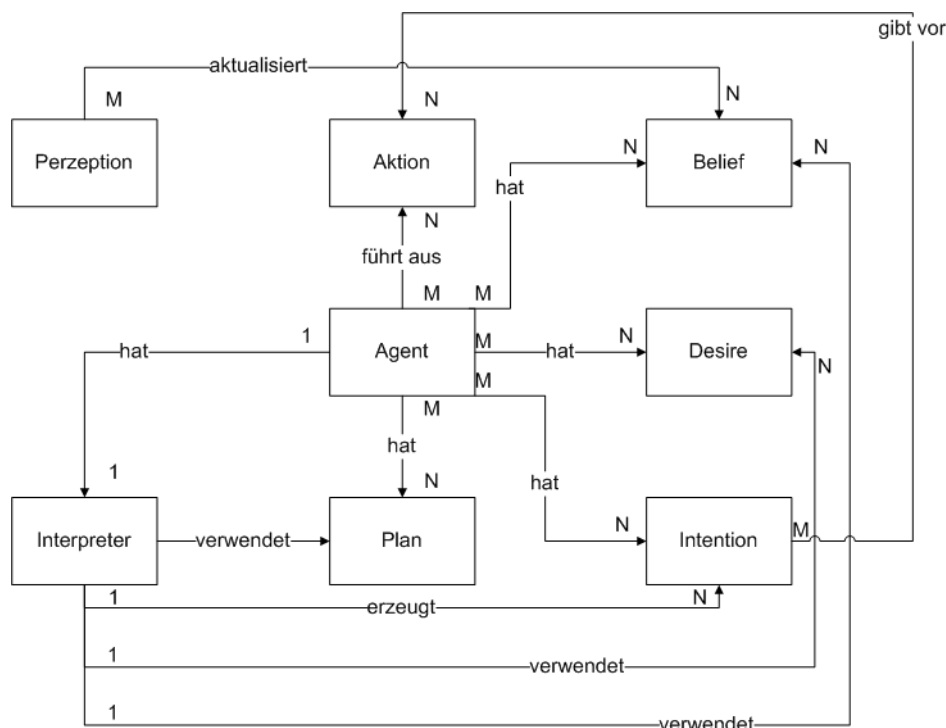 gibt vor
aktualisiert
M
N
N
Perzeption
Aktion
Belief
N
N
hat
N
führt aus
M
M
1
hat
Agent
M
hat
N
Desire
N
M
M
hat
hat
1
N
N
Interpreter
verwendet
Plan
Intention
M
1
erzeugt
N
1
verwendet
1
verwendet